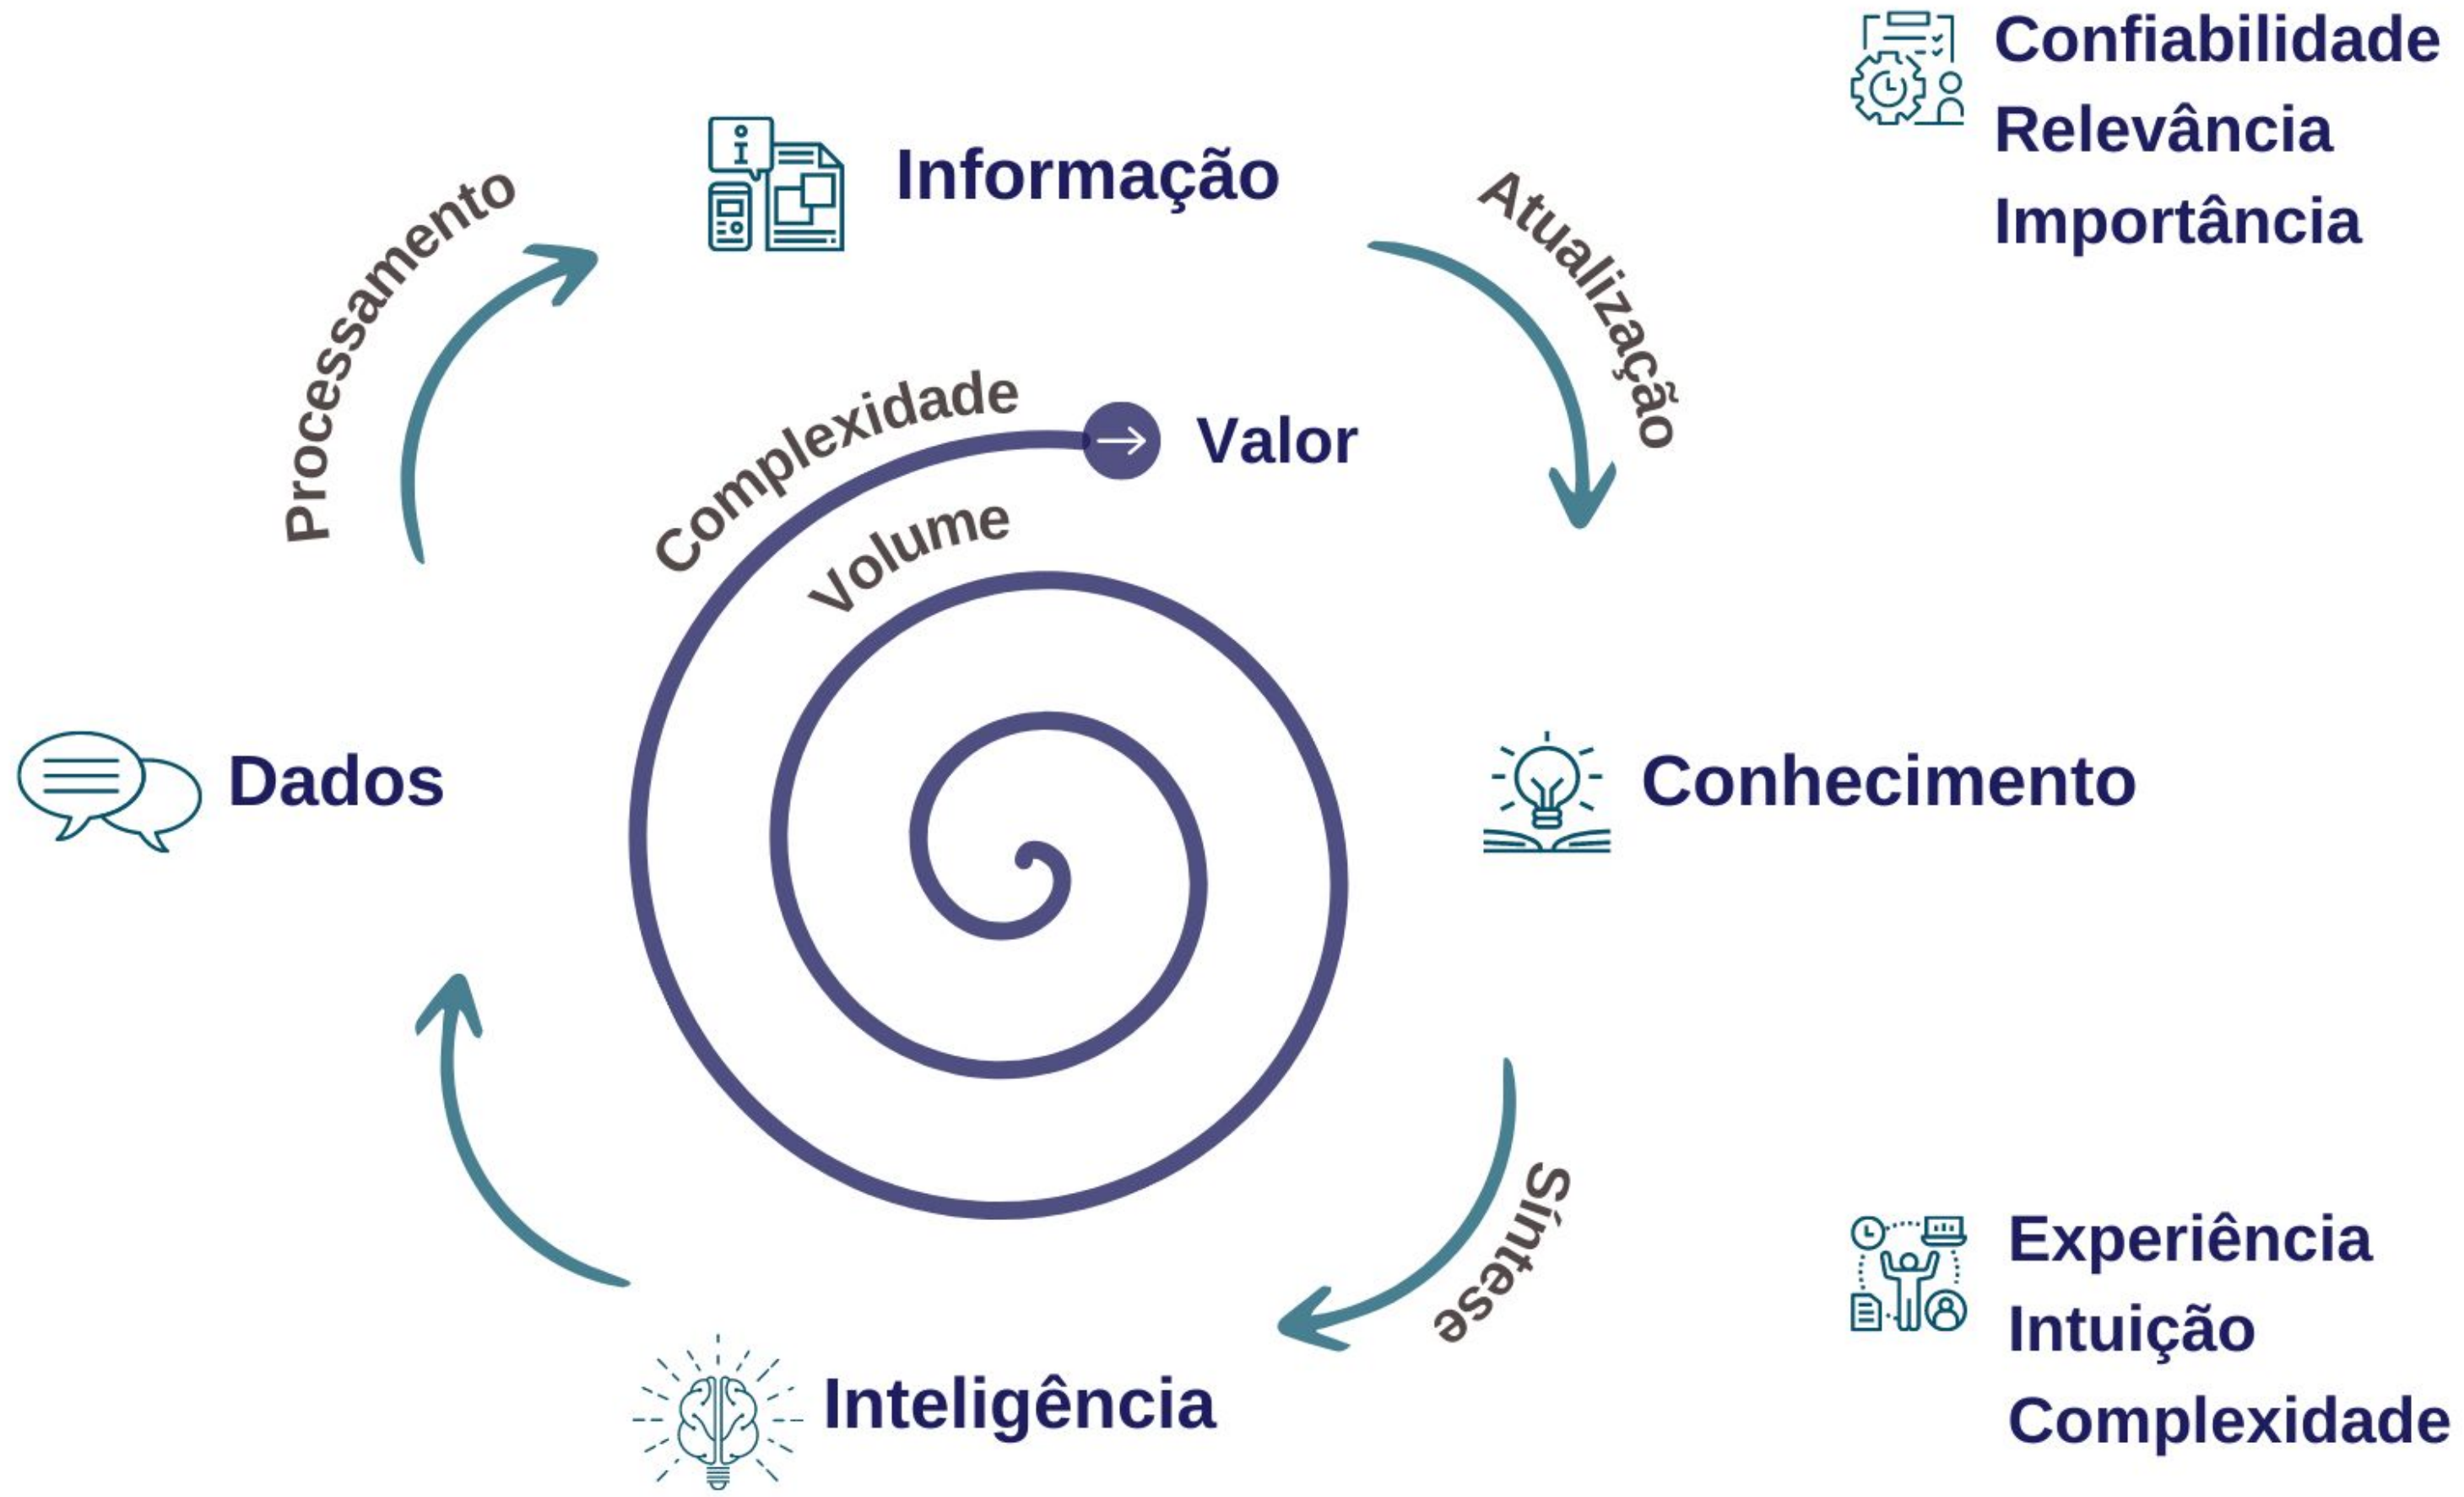 Confiabilidade
Relevância
Importância
Informação
Processamento
Atualização
Complexidade
Valor
Volume
Dados
Conhecimento
Síntese
Experiência
Intuição
Complexidade
Inteligência